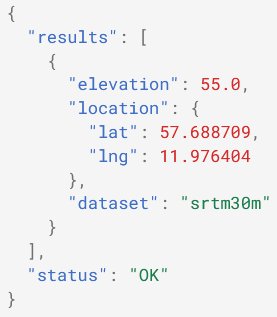 {
  "results": [
    {
      "elevation": 55.0,
      "location": {
        "lat": 57.688709,
        "lng": 11.976404
      },
      "dataset": "srtm30m"
    }
  ],
  "status": "OK"
}